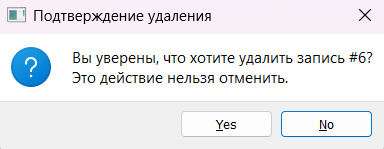 Подтверждение удаления
Вы уверены, что хотите удалить запись #6?
Это действие нельзя отменить.
Yes
No